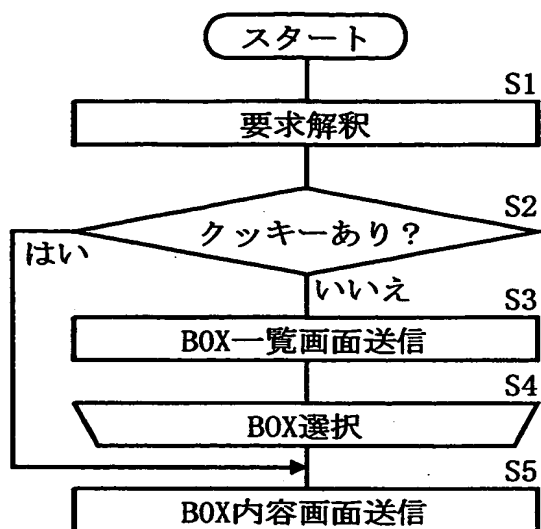 スタート
S1
要求解釈
S2
クッキーあり？
はい
いいえ
S3
BOX一覧画面送信
S4
BOX選択
S5
BOX内容画面送信